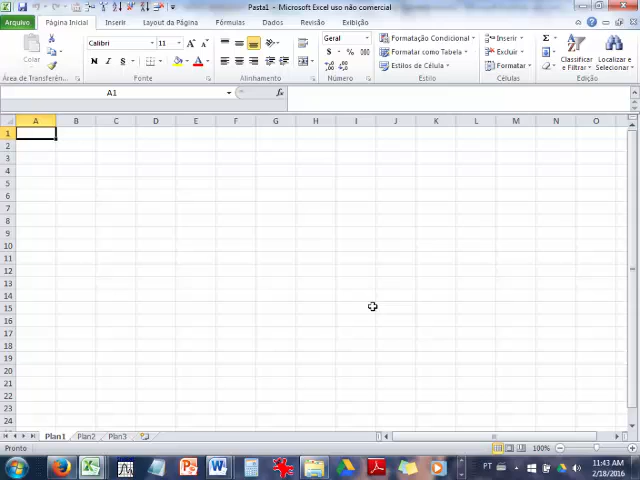 Pasta1 - Microsoft Excel uso não comercial
Arquivo Página Inicial Inserir Layout da Página Fórmulas Dados Revisão Exibição
Colar Calibri 11 A A Geral Formatação Condicional Inserir Σ
N I S A $ % 000 Formatar como Tabela Excluir Classificar e Filtrar Localizar e Selecionar
Estilos de Célula Formatar
Área de Transferên... Fonte Alinhamento Número Estilo Células Edição
A1 fx
A B C D E F G H I J K L M N O
1
2
3
4
5
6
7
8
9
10
11
12
13
14
15
16
17
18
19
20
21
22
23
24
Plan1 Plan2 Plan3
Pronto 100%
PT 11:43 AM
2/18/2016